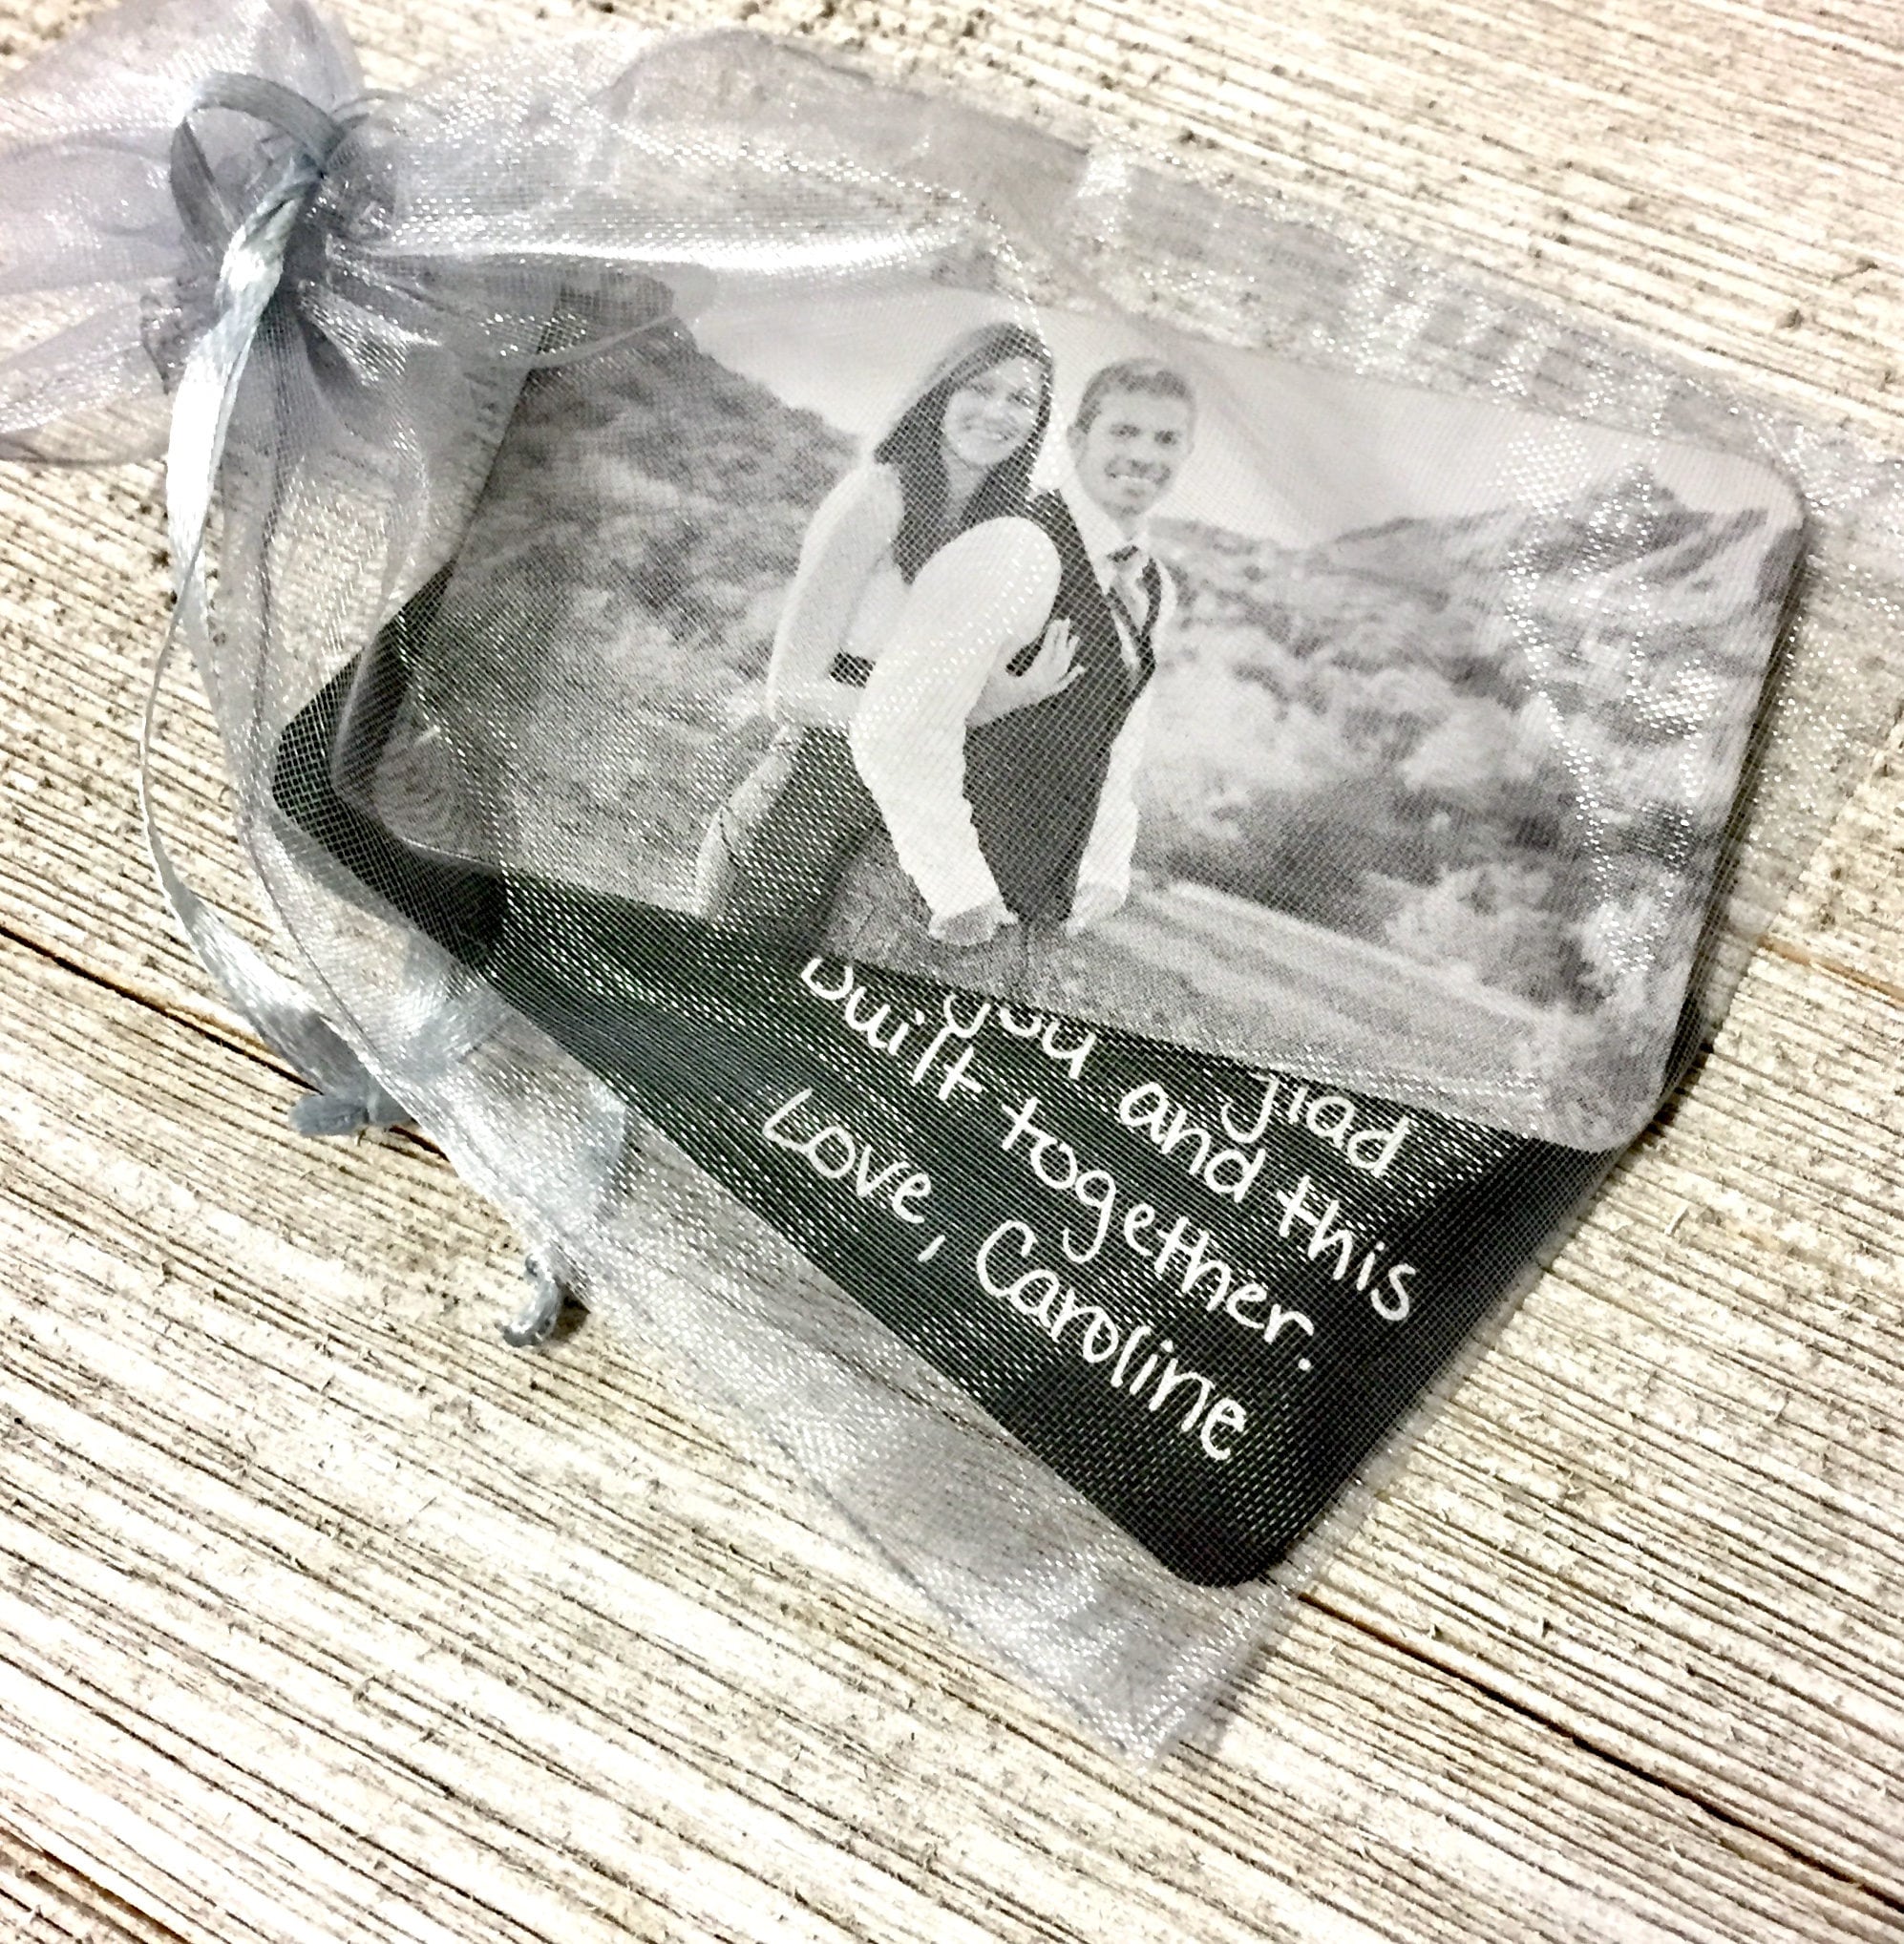 glad
you and this
built together.
Love, Caroline